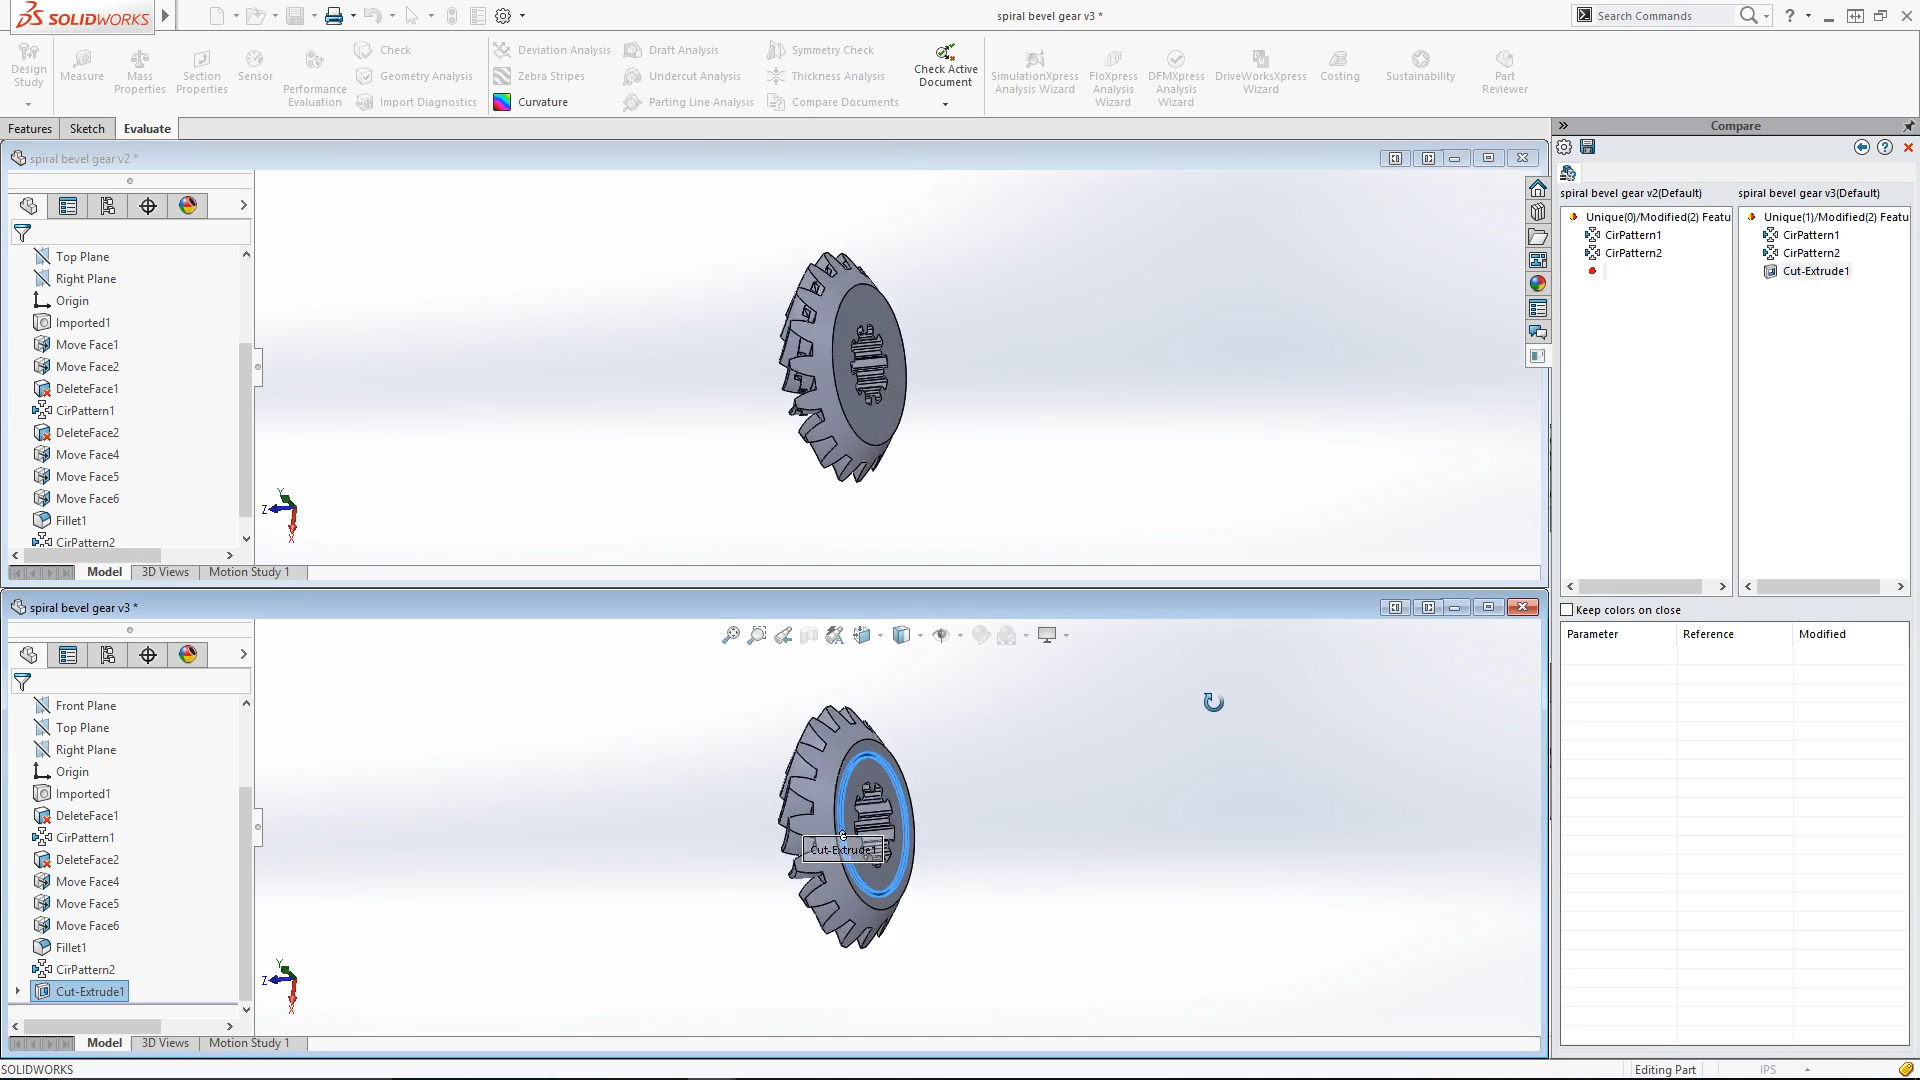 SOLIDWORKS
spiral bevel gear v3 *
Search Commands
Design Study
Measure
Mass Properties
Section Properties
Sensor
Performance Evaluation
Check
Geometry Analysis
Import Diagnostics
Deviation Analysis
Zebra Stripes
Curvature
Draft Analysis
Undercut Analysis
Parting Line Analysis
Symmetry Check
Thickness Analysis
Compare Documents
Check Active Document
SimulationXpress Analysis Wizard
FloXpress Analysis Wizard
DFMXpress Analysis Wizard
DriveWorksXpress Wizard
Costing
Sustainability
Part Reviewer
Features
Sketch
Evaluate
spiral bevel gear v2 *
Top Plane
Right Plane
Origin
Imported1
Move Face1
Move Face2
DeleteFace1
CirPattern1
DeleteFace2
Move Face4
Move Face5
Move Face6
Fillet1
CirPattern2
Y
Z
X
Model
3D Views
Motion Study 1
spiral bevel gear v3 *
Front Plane
Top Plane
Right Plane
Origin
Imported1
DeleteFace1
CirPattern1
DeleteFace2
Move Face4
Move Face5
Move Face6
Fillet1
CirPattern2
Cut-Extrude1
Cut-Extrude1
Y
Z
X
Model
3D Views
Motion Study 1
Compare
spiral bevel gear v2(Default)
Unique(0)/Modified(2) Featu
CirPattern1
CirPattern2
spiral bevel gear v3(Default)
Unique(1)/Modified(2) Featu
CirPattern1
CirPattern2
Cut-Extrude1
Keep colors on close
Parameter
Reference
Modified
SOLIDWORKS
Editing Part
IPS